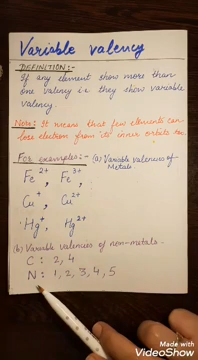 Variable valency
DEFINITION:-
If any element show more than
one valency i.e they show variable
valency.
Note: It means that few elements can
lose electron from its inner orbits too.
For examples:- (a) Variable valencies of
Metals.
Fe²⁺, Fe³⁺
Cu⁺, Cu²⁺
Hg⁺, Hg²⁺
(b) Variable valencies of non-metals.
C : 2, 4
N : 1, 2, 3, 4, 5
Made with